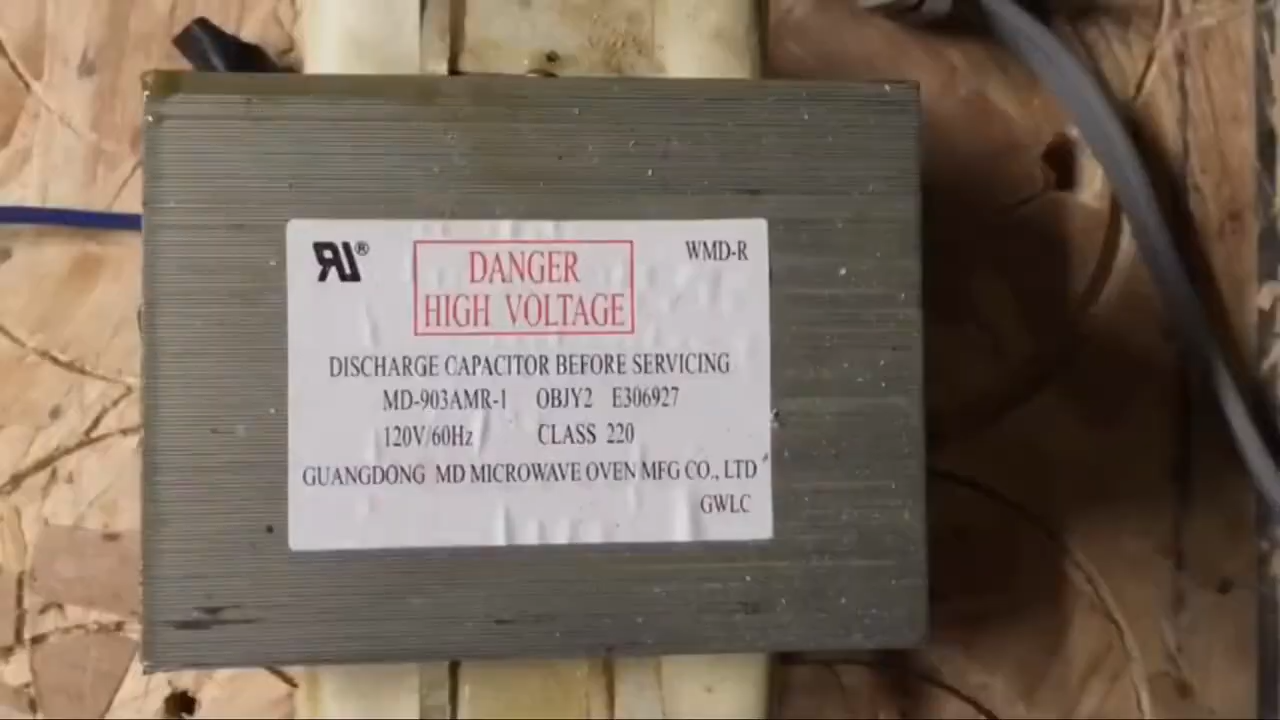 RU® DANGER WMD-R
HIGH VOLTAGE
DISCHARGE CAPACITOR BEFORE SERVICING
MD-903AMR-1 OBJY2 E306927
120V/60Hz CLASS 220
GUANGDONG MD MICROWAVE OVEN MFG CO., LTD
GWLC